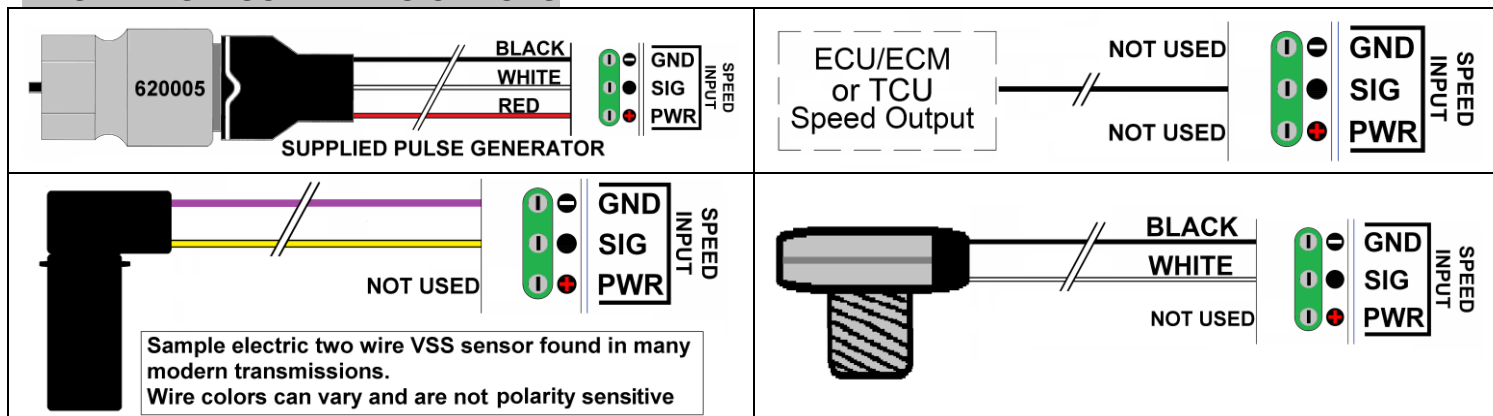 BLACK
WHITE
RED
620005
GND
SIG
PWR
SPEED
INPUT
SUPPLIED PULSE GENERATOR
ECU/ECM
or TCU
Speed Output
NOT USED
NOT USED
GND
SIG
PWR
SPEED
INPUT
NOT USED
GND
SIG
PWR
SPEED
INPUT
Sample electric two wire VSS sensor found in many
modern transmissions.
Wire colors can vary and are not polarity sensitive
BLACK
WHITE
NOT USED
GND
SIG
PWR
SPEED
INPUT